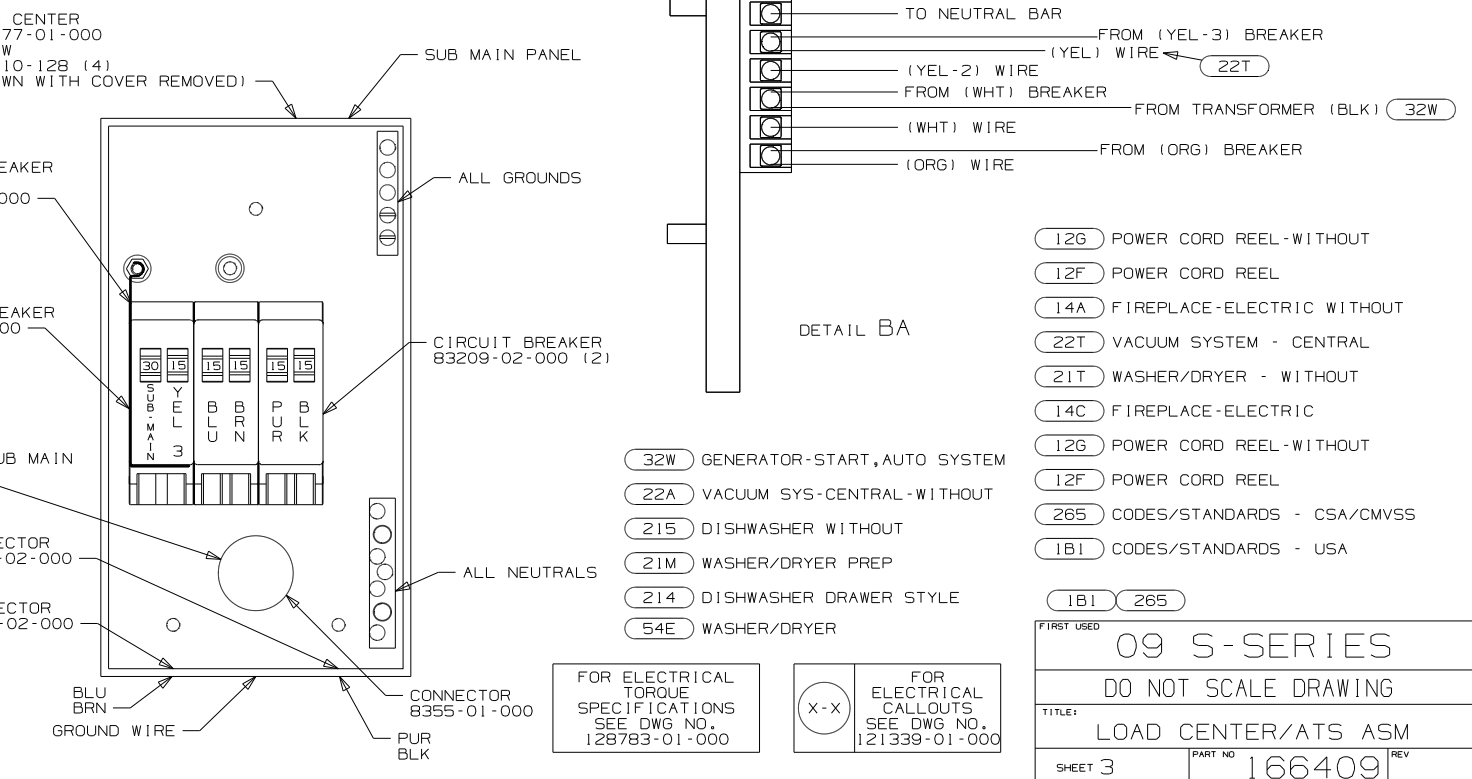 CENTER
77-01-000
W
10-128 (4)
WN WITH COVER REMOVED)
SUB MAIN PANEL
EAKER
000
ALL GROUNDS
EAKER
00
CIRCUIT BREAKER
83209-02-000 (2)
30
15
15
15
15
15
SUB-MAIN
YEL 3
BLU
BRN
PUR
BLK
UB MAIN
ECTOR
-02-000
ALL NEUTRALS
ECTOR
-02-000
BLU
BRN
GROUND WIRE
CONNECTOR
8355-01-000
PUR
BLK
TO NEUTRAL BAR
FROM (YEL-3) BREAKER
(YEL) WIRE
22T
(YEL-2) WIRE
FROM (WHT) BREAKER
FROM TRANSFORMER (BLK) 32W
(WHT) WIRE
FROM (ORG) BREAKER
(ORG) WIRE
DETAIL BA
32W GENERATOR-START,AUTO SYSTEM
22A VACUUM SYS-CENTRAL-WITHOUT
215 DISHWASHER WITHOUT
21M WASHER/DRYER PREP
214 DISHWASHER DRAWER STYLE
54E WASHER/DRYER
12G POWER CORD REEL-WITHOUT
12F POWER CORD REEL
14A FIREPLACE-ELECTRIC WITHOUT
22T VACUUM SYSTEM - CENTRAL
21T WASHER/DRYER - WITHOUT
14C FIREPLACE-ELECTRIC
12G POWER CORD REEL-WITHOUT
12F POWER CORD REEL
265 CODES/STANDARDS - CSA/CMVSS
1B1 CODES/STANDARDS - USA
1B1 265
FOR ELECTRICAL
TORQUE
SPECIFICATIONS
SEE DWG NO.
128783-01-000
X-X
FOR
ELECTRICAL
CALLOUTS
SEE DWG NO.
121339-01-000
FIRST USED
09 S-SERIES
DO NOT SCALE DRAWING
TITLE:
LOAD CENTER/ATS ASM
SHEET 3
PART NO
166409
REV